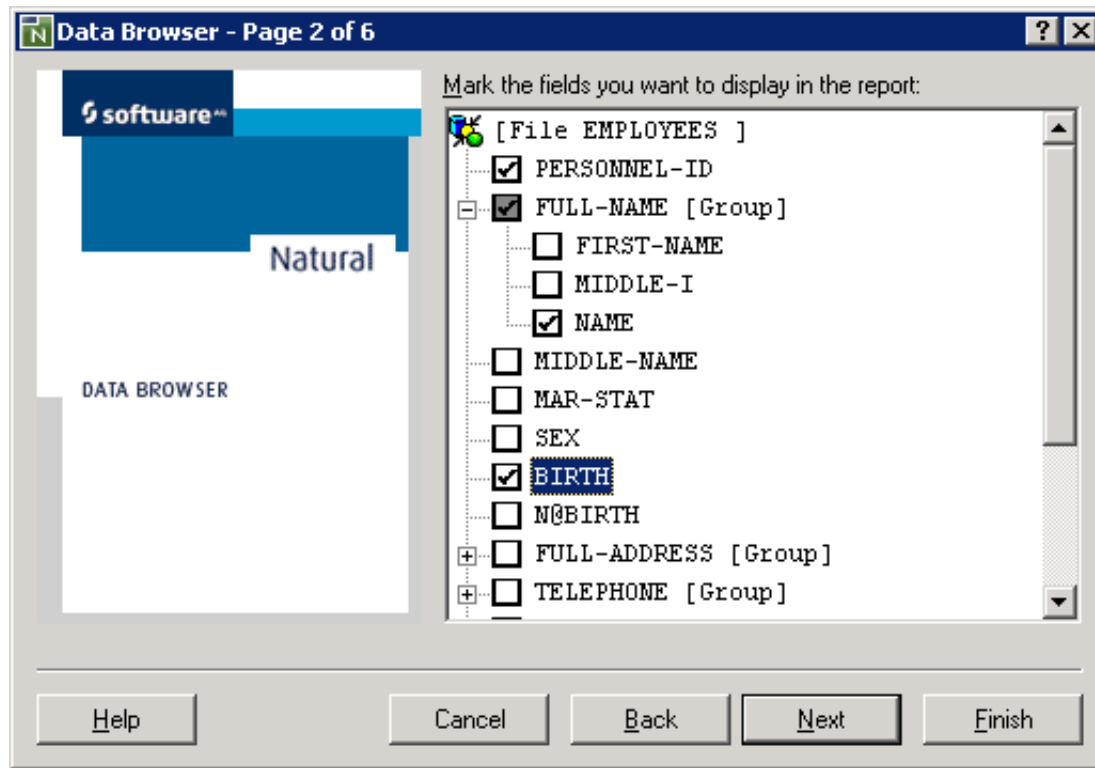 Data Browser - Page 2 of 6
software AG
Natural
DATA BROWSER
Mark the fields you want to display in the report:
[File EMPLOYEES ]
PERSONNEL-ID
FULL-NAME [Group]
FIRST-NAME
MIDDLE-I
NAME
MIDDLE-NAME
MAR-STAT
SEX
BIRTH
N@BIRTH
FULL-ADDRESS [Group]
TELEPHONE [Group]
Help Cancel Back Next Finish